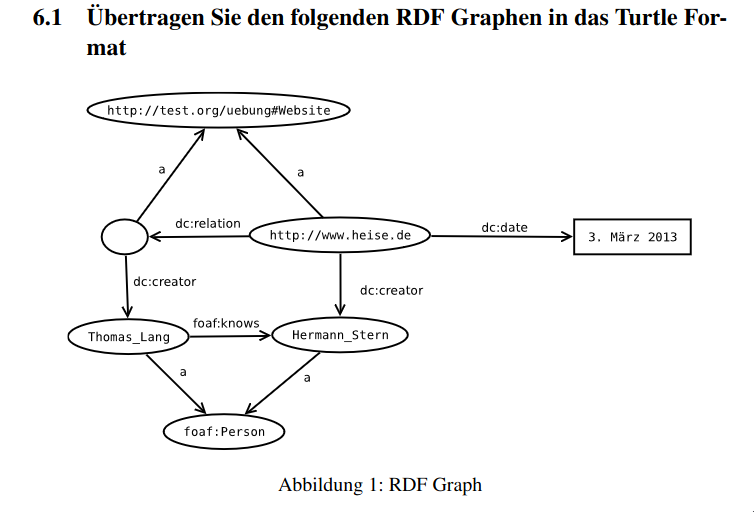 6.1 Übertragen Sie den folgenden RDF Graphen in das Turtle For-
mat
http://test.org/uebung#Website
a
a
dc:relation
http://www.heise.de
dc:date
3. März 2013
dc:creator
dc:creator
Thomas_Lang
foaf:knows
Hermann_Stern
a
a
foaf:Person
Abbildung 1: RDF Graph